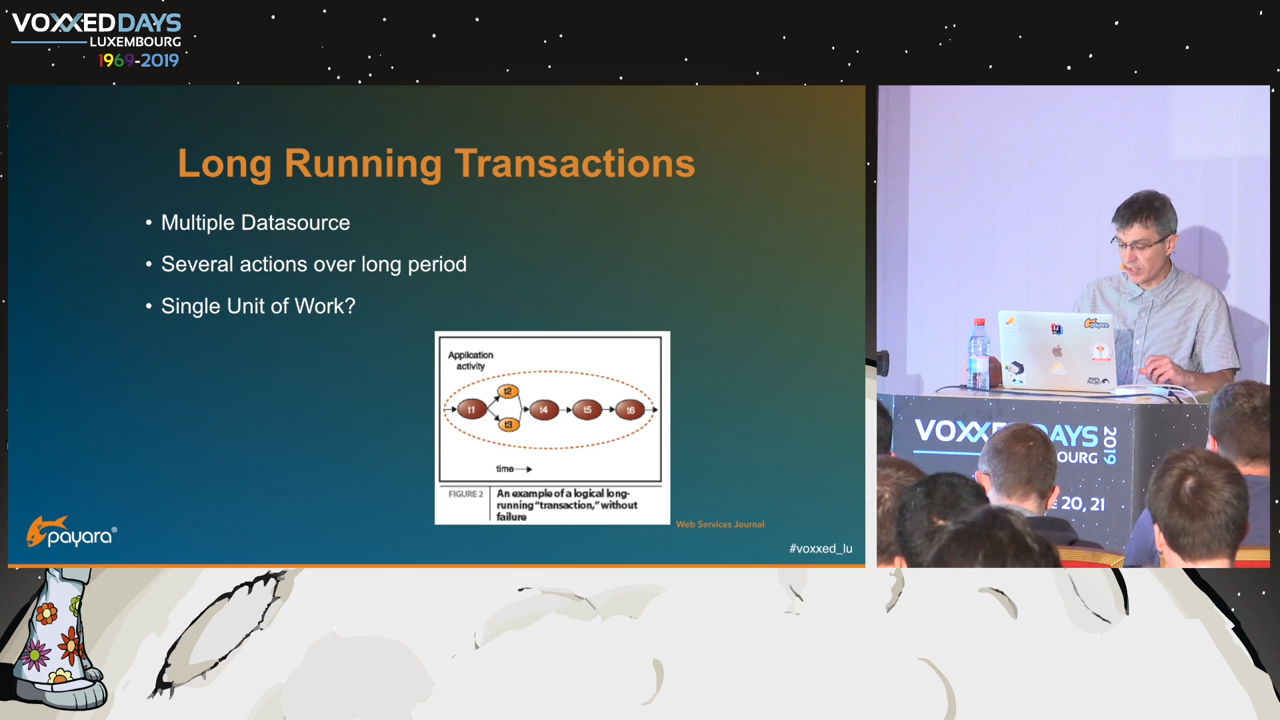 VOXXED DAYS
LUXEMBOURG
1969-2019
Long Running Transactions
• Multiple Datasource
• Several actions over long period
• Single Unit of Work?
Application
activity
t1
t2
t3
t4
t5
t6
time
FIGURE 2
An example of a logical long-
running "transaction," without
failure
Web Services Journal
payara®
#voxxed_lu
payara
VOXXED DAYS
2019
20, 21